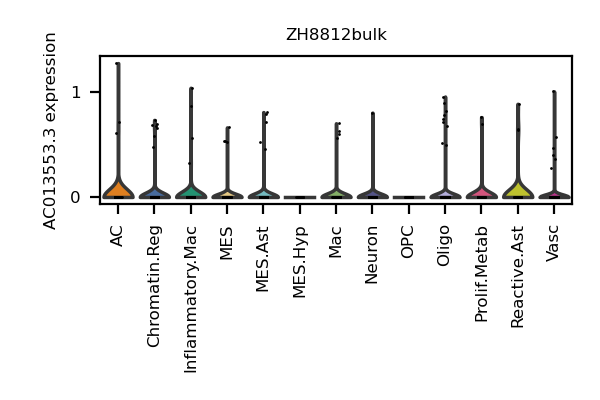 ZH8812bulk
AC013553.3 expression
1
0
AC
Chromatin.Reg
Inflammatory.Mac
MES
MES.Ast
MES.Hyp
Mac
Neuron
OPC
Oligo
Prolif.Metab
Reactive.Ast
Vasc